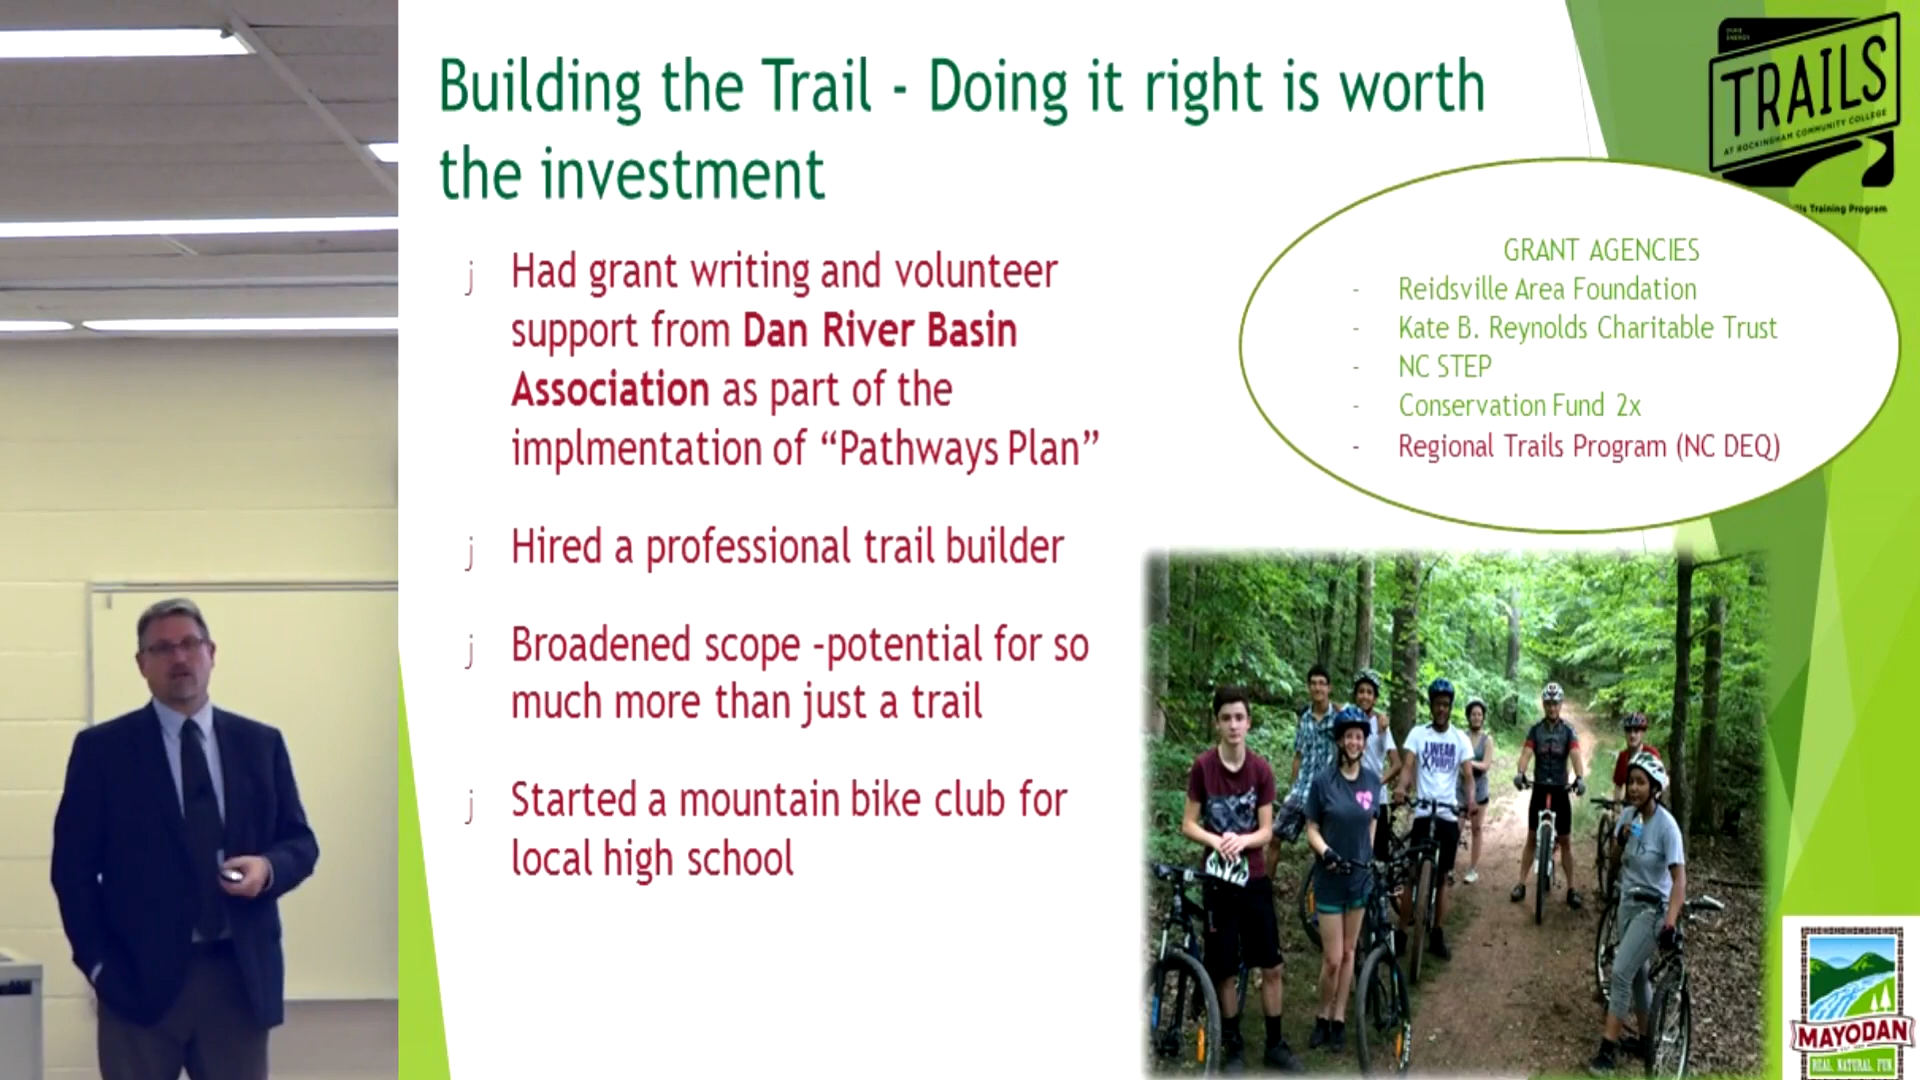 Building the Trail - Doing it right is worth
the investment
j Had grant writing and volunteer
support from Dan River Basin
Association as part of the
implmentation of “Pathways Plan”
j Hired a professional trail builder
j Broadened scope -potential for so
much more than just a trail
j Started a mountain bike club for
local high school
DUKE
ENERGY
TRAILS
AT ROCKINGHAM COMMUNITY COLLEGE
Training Program
GRANT AGENCIES
- Reidsville Area Foundation
- Kate B. Reynolds Charitable Trust
- NC STEP
- Conservation Fund 2x
- Regional Trails Program (NC DEQ)
I WEAR
PURPLE
MAYODAN
REAL NATURAL FUN